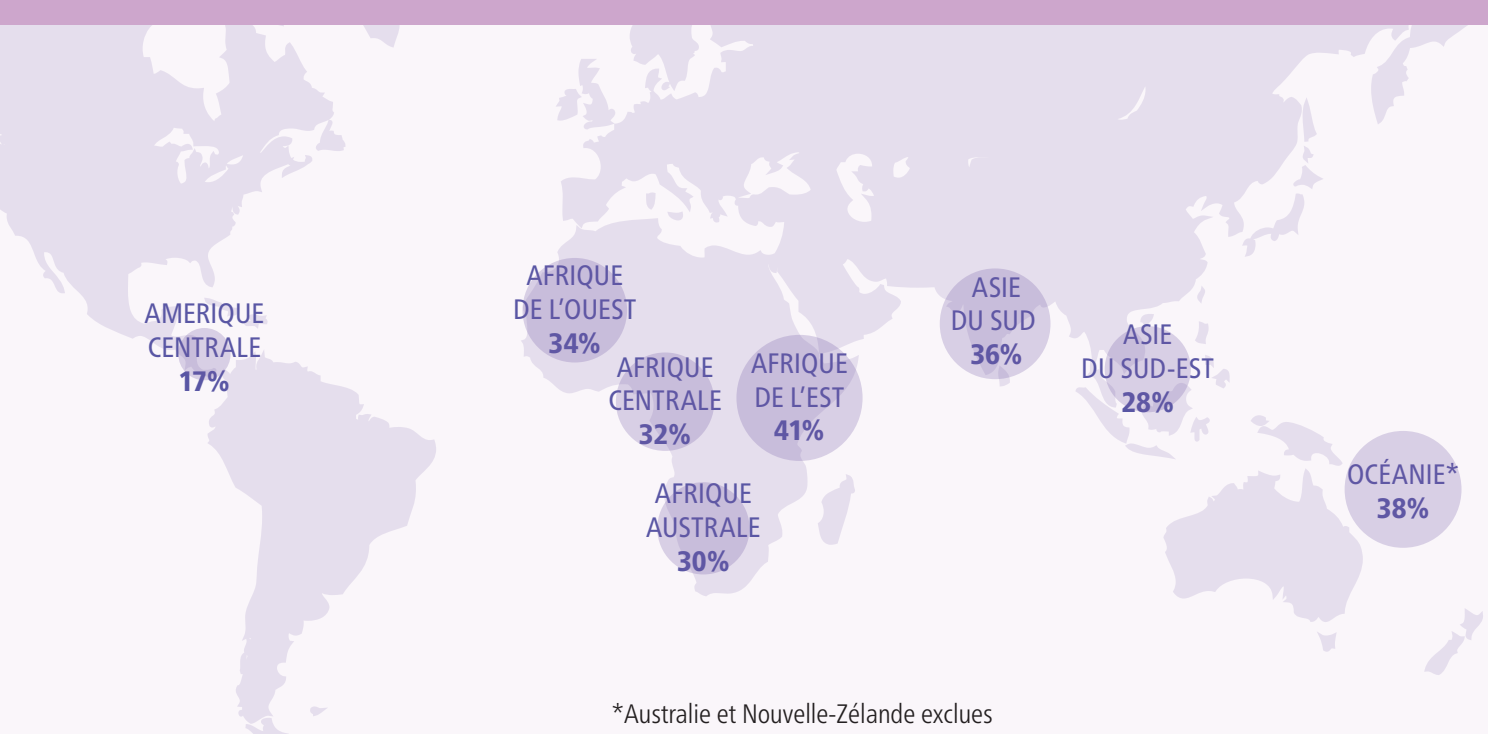 AMERIQUE
CENTRALE
17%
AFRIQUE
DE L'OUEST
34%
AFRIQUE
CENTRALE
32%
AFRIQUE
DE L'EST
41%
AFRIQUE
AUSTRALE
30%
ASIE
DU SUD
36%
ASIE
DU SUD-EST
28%
OCÉANIE*
38%
*Australie et Nouvelle-Zélande exclues